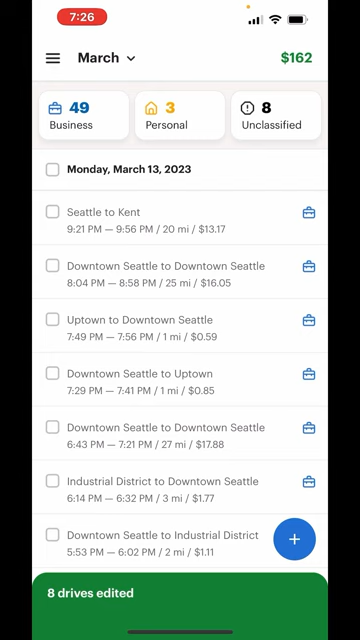 7:26
March
$162
49
Business
3
Personal
8
Unclassified
Monday, March 13, 2023
Seattle to Kent
9:21 PM — 9:56 PM / 20 mi / $13.17
Downtown Seattle to Downtown Seattle
8:04 PM — 8:58 PM / 25 mi / $16.05
Uptown to Downtown Seattle
7:49 PM — 7:56 PM / 1 mi / $0.59
Downtown Seattle to Uptown
7:29 PM — 7:41 PM / 1 mi / $0.85
Downtown Seattle to Downtown Seattle
6:43 PM — 7:21 PM / 27 mi / $17.88
Industrial District to Downtown Seattle
6:14 PM — 6:32 PM / 3 mi / $1.77
Downtown Seattle to Industrial District
5:53 PM — 6:02 PM / 2 mi / $1.11
8 drives edited